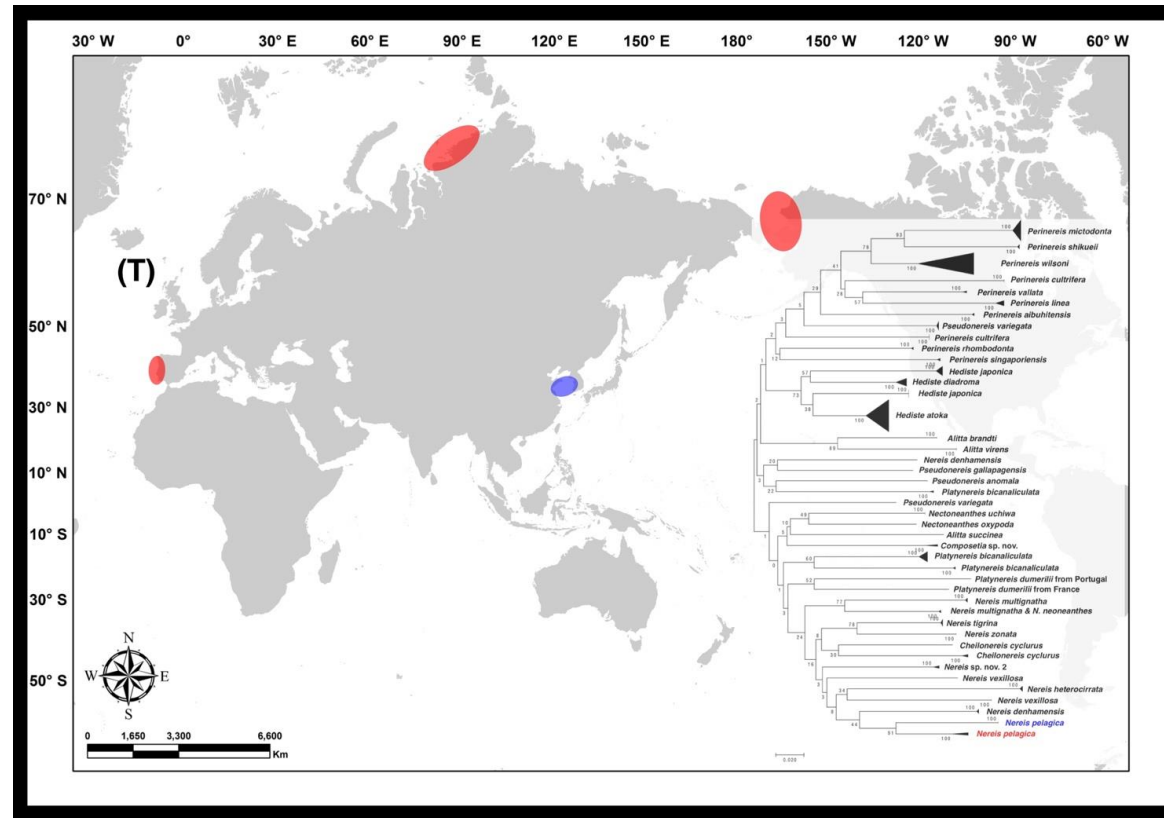 30° W 0° 30° E 60° E 90° E 120° E 150° E 180° 150° W 120° W 90° W 60° W
70° N
(T)
50° N
30° N
10° N
10° S
30° S
50° S
N
W E
S
0 1,650 3,300 6,600
Km
Perinereis mictodonta
Perinereis shikueii
Perinereis wilsoni
Perinereis cultrifera
Perinereis vallata
Perinereis linea
Perinereis aibuhitensis
Pseudonereis variegata
Perinereis cultrifera
Perinereis rhombodonta
Perinereis singaporiensis
Hediste japonica
Hediste diadroma
Hediste japonica
Hediste atoka
Alitta brandti
Alitta virens
Nereis denhamensis
Pseudonereis gallapagensis
Pseudonereis anomala
Platynereis bicanaliculata
Pseudonereis variegata
Nectoneanthes uchiwa
Nectoneanthes oxypoda
Alitta succinea
Composetia sp. nov.
Platynereis bicanaliculata
Platynereis bicanaliculata
Platynereis dumerilii from Portugal
Platynereis dumerilii from France
Nereis multignatha
Nereis multignatha & N. neoneanthes
Nereis tigrina
Nereis zonata
Cheilonereis cyclurus
Cheilonereis cyclurus
Nereis sp. nov. 2
Nereis vexillosa
Nereis heterocirrata
Nereis vexillosa
Nereis denhamensis
Nereis pelagica
Nereis pelagica
0.020